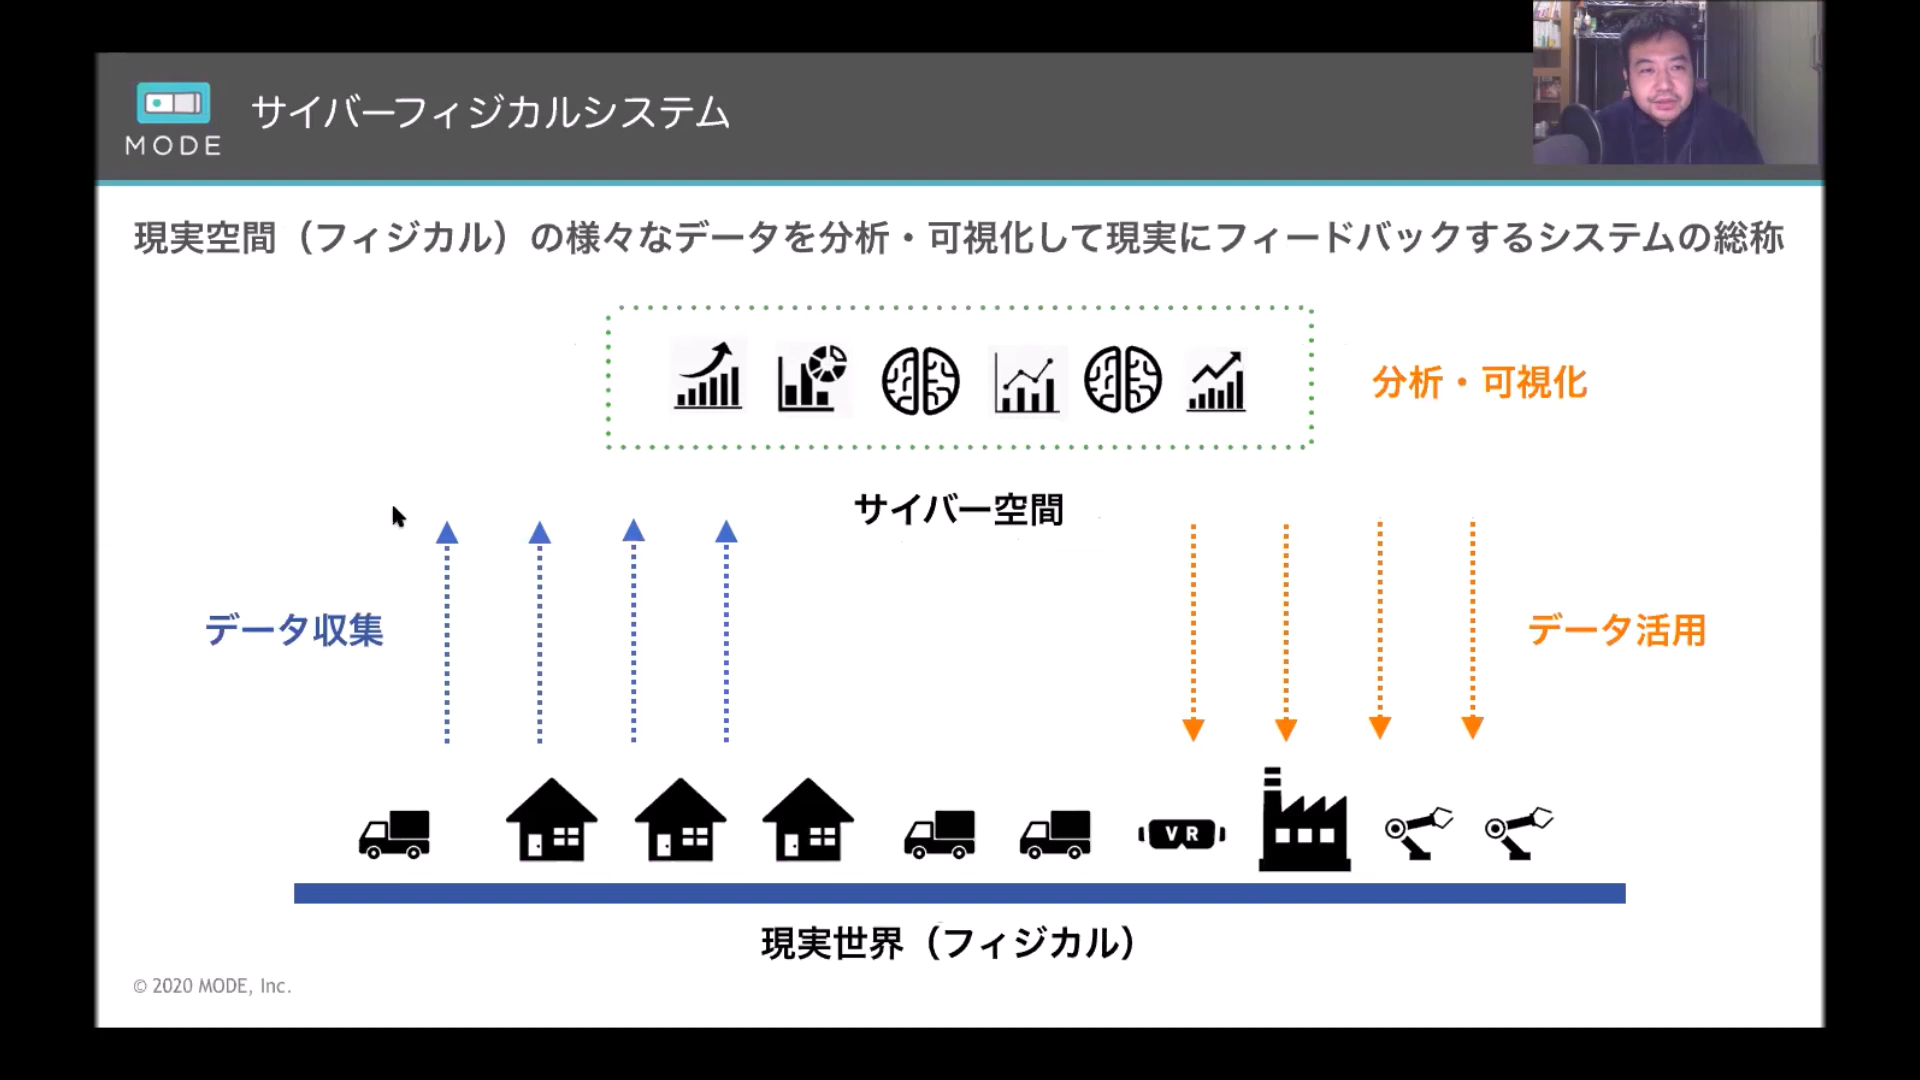 MODE
サイバーフィジカルシステム
現実空間（フィジカル）の様々なデータを分析・可視化して現実にフィードバックするシステムの総称
分析・可視化
サイバー空間
データ収集
データ活用
VR
現実世界（フィジカル）
© 2020 MODE, Inc.